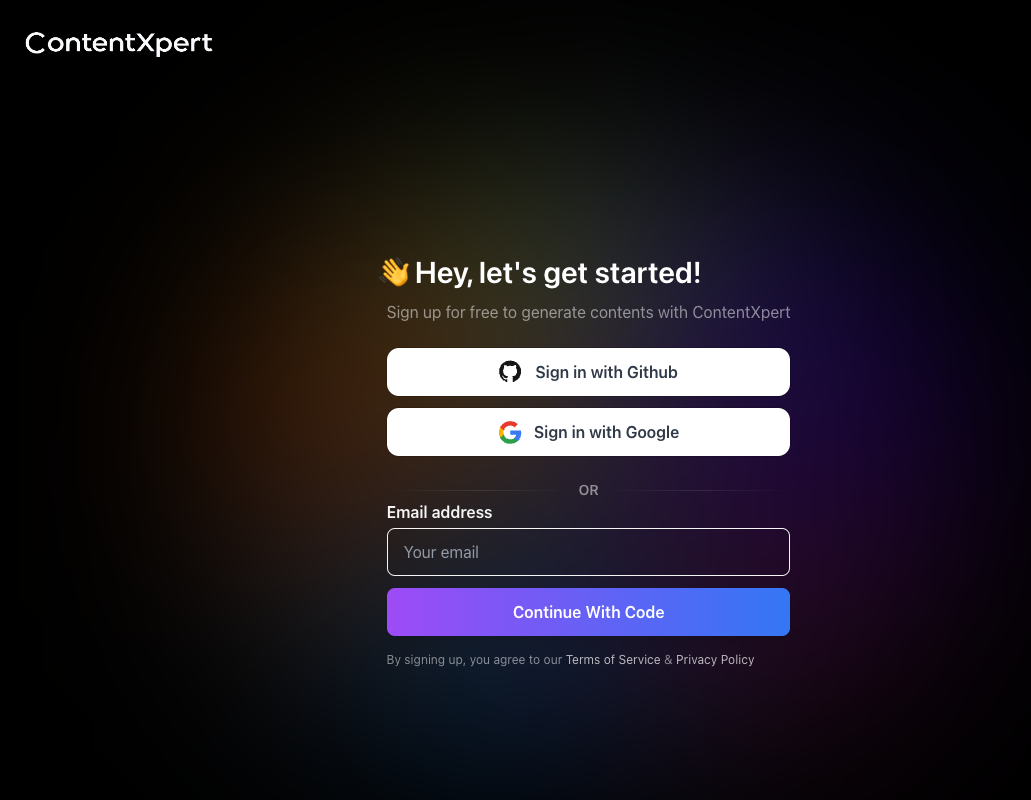 ContentXpert
👋 Hey, let's get started!
Sign up for free to generate contents with ContentXpert
Sign in with Github
Sign in with Google
OR
Email address
Your email
Continue With Code
By signing up, you agree to our Terms of Service & Privacy Policy